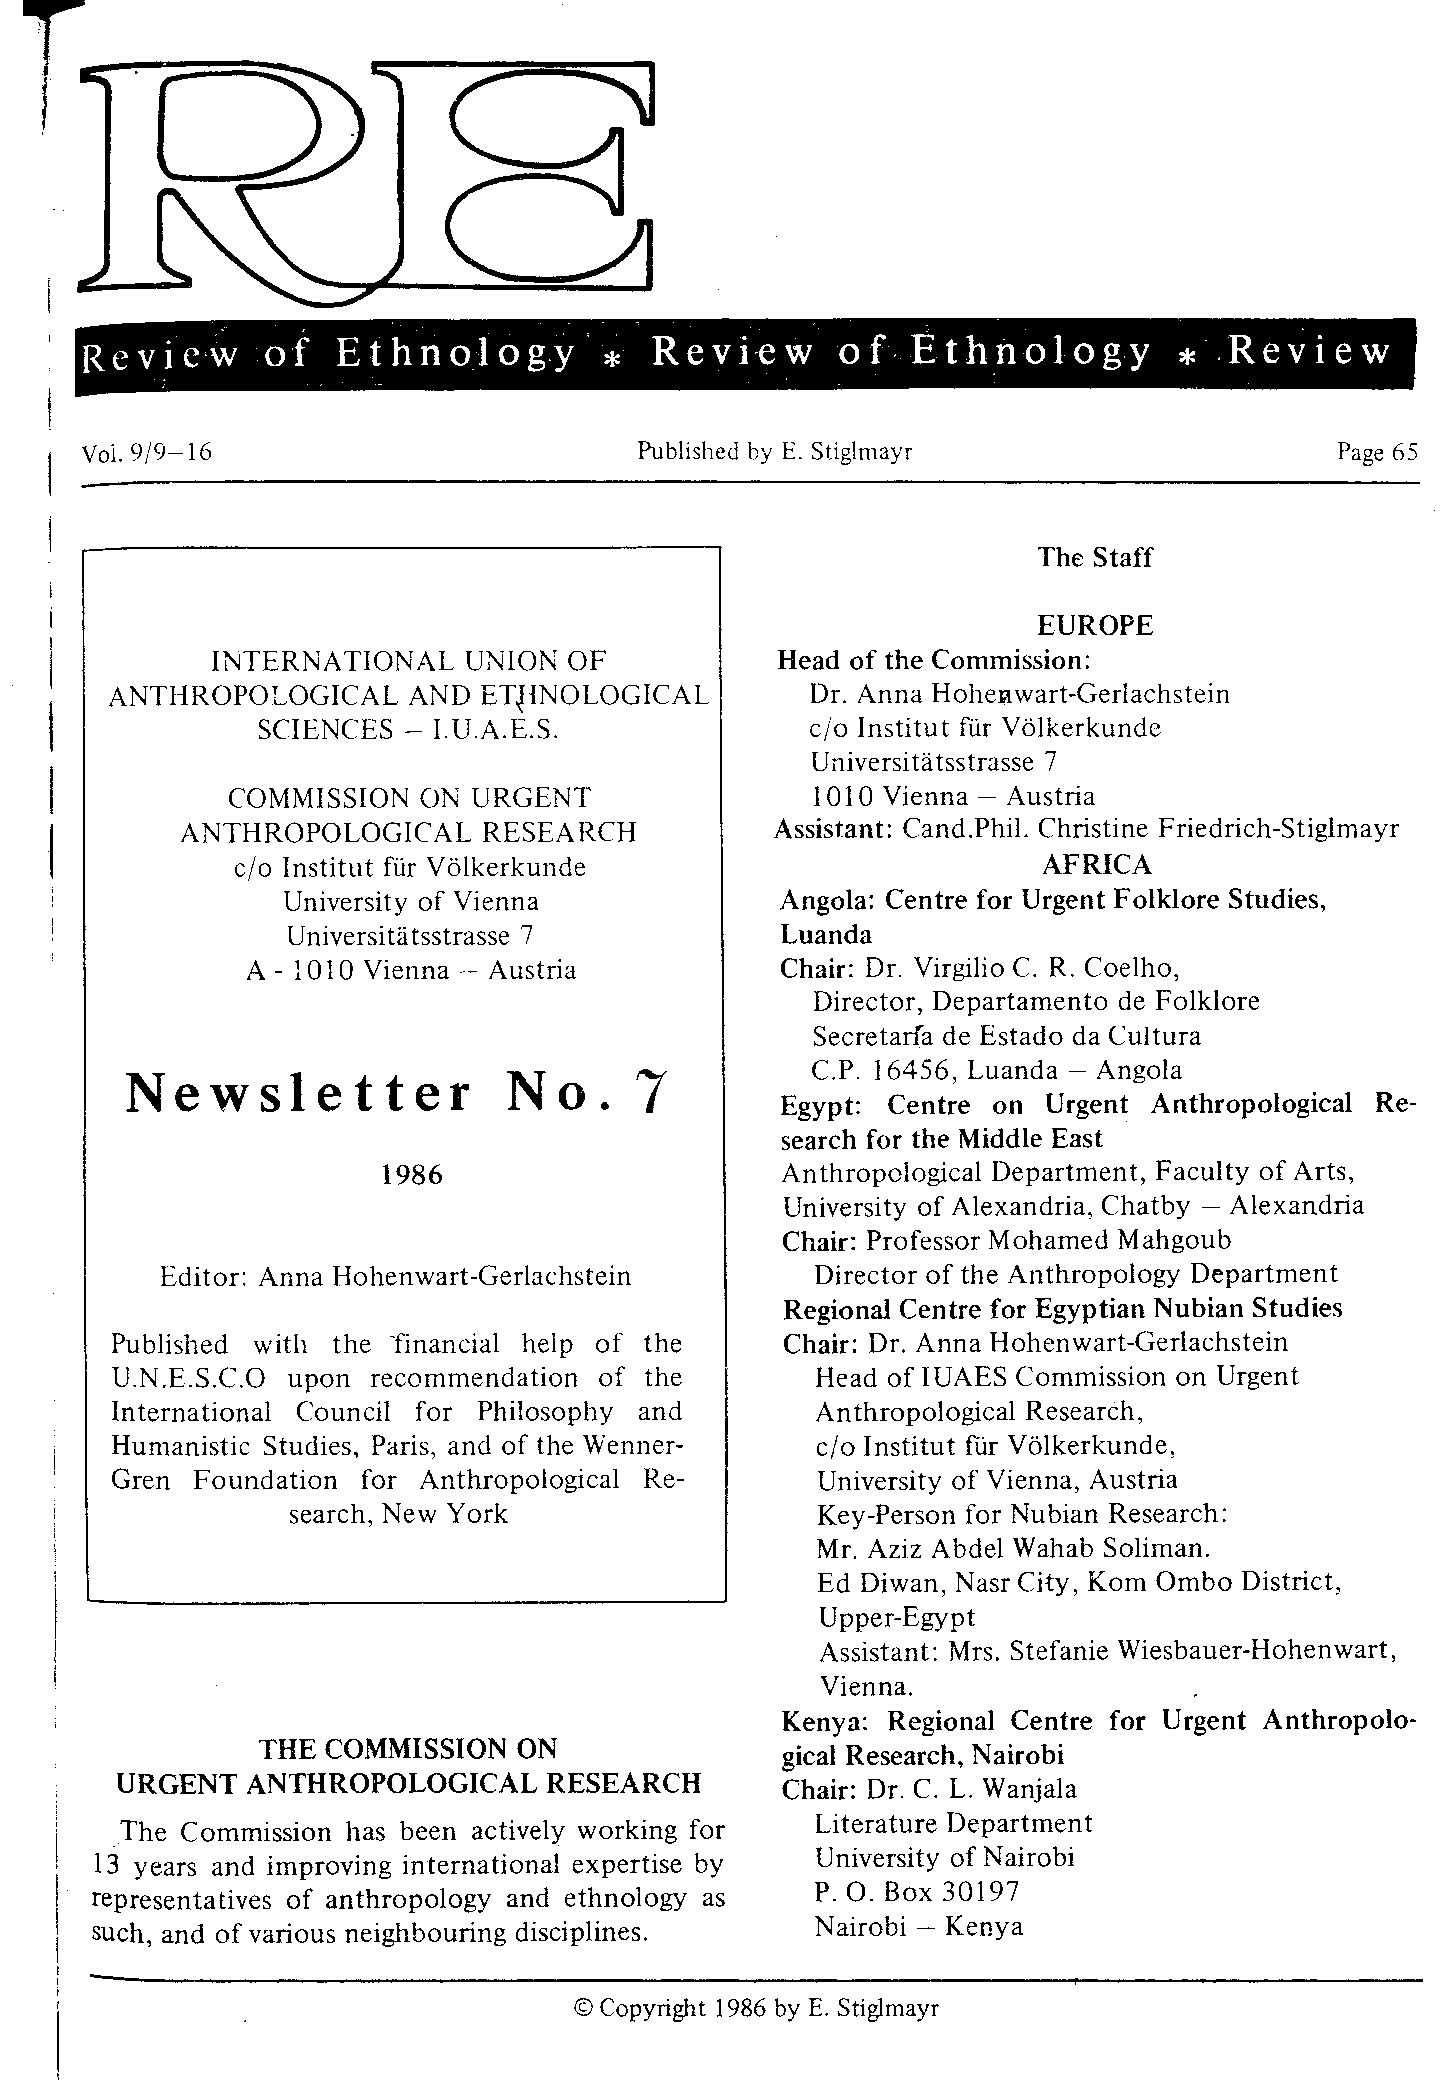 RE
Review of Ethnology * Review of Ethnology * Review
Vol. 9/9–16 Published by E. Stiglmayr Page 65
INTERNATIONAL UNION OF
ANTHROPOLOGICAL AND ETHNOLOGICAL
SCIENCES – I.U.A.E.S.
COMMISSION ON URGENT
ANTHROPOLOGICAL RESEARCH
c/o Institut für Völkerkunde
University of Vienna
Universitätsstrasse 7
A - 1010 Vienna – Austria
Newsletter No. 7
1986
Editor: Anna Hohenwart-Gerlachstein
Published with the financial help of the
U.N.E.S.C.O upon recommendation of the
International Council for Philosophy and
Humanistic Studies, Paris, and of the Wenner-
Gren Foundation for Anthropological Re-
search, New York
THE COMMISSION ON
URGENT ANTHROPOLOGICAL RESEARCH
The Commission has been actively working for
13 years and improving international expertise by
representatives of anthropology and ethnology as
such, and of various neighbouring disciplines.
The Staff
EUROPE
Head of the Commission:
Dr. Anna Hohenwart-Gerlachstein
c/o Institut für Völkerkunde
Universitätsstrasse 7
1010 Vienna – Austria
Assistant: Cand.Phil. Christine Friedrich-Stiglmayr
AFRICA
Angola: Centre for Urgent Folklore Studies,
Luanda
Chair: Dr. Virgilio C. R. Coelho,
Director, Departamento de Folklore
Secretaría de Estado da Cultura
C.P. 16456, Luanda – Angola
Egypt: Centre on Urgent Anthropological Re-
search for the Middle East
Anthropological Department, Faculty of Arts,
University of Alexandria, Chatby – Alexandria
Chair: Professor Mohamed Mahgoub
Director of the Anthropology Department
Regional Centre for Egyptian Nubian Studies
Chair: Dr. Anna Hohenwart-Gerlachstein
Head of IUAES Commission on Urgent
Anthropological Research,
c/o Institut für Völkerkunde,
University of Vienna, Austria
Key-Person for Nubian Research:
Mr. Aziz Abdel Wahab Soliman.
Ed Diwan, Nasr City, Kom Ombo District,
Upper-Egypt
Assistant: Mrs. Stefanie Wiesbauer-Hohenwart,
Vienna.
Kenya: Regional Centre for Urgent Anthropolo-
gical Research, Nairobi
Chair: Dr. C. L. Wanjala
Literature Department
University of Nairobi
P. O. Box 30197
Nairobi – Kenya
© Copyright 1986 by E. Stiglmayr